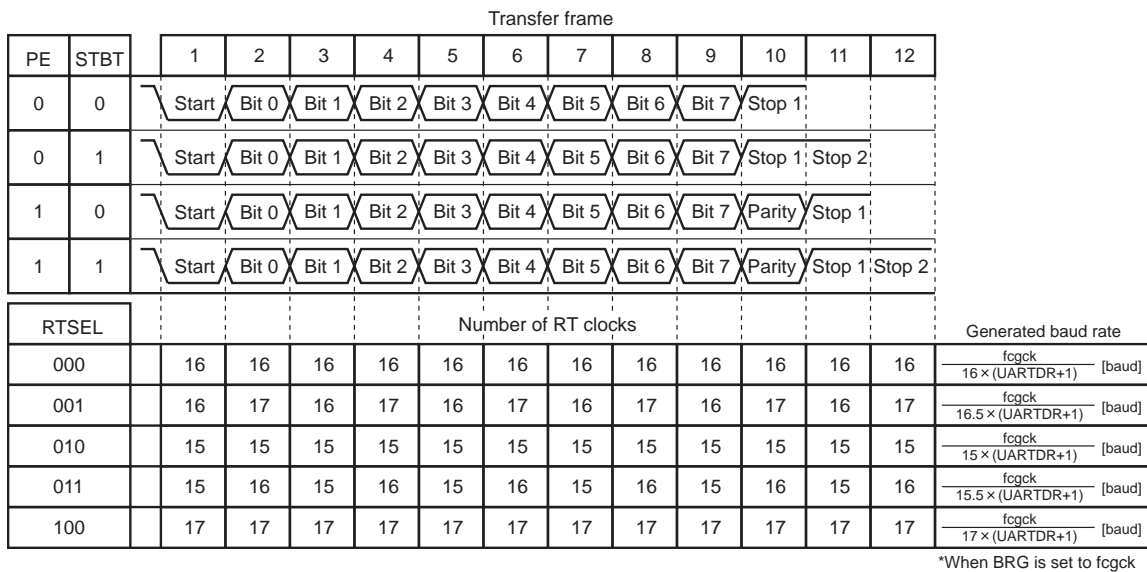 Transfer frame
PE STBT 1 2 3 4 5 6 7 8 9 10 11 12
0 0 Start Bit 0 Bit 1 Bit 2 Bit 3 Bit 4 Bit 5 Bit 6 Bit 7 Stop 1
0 1 Start Bit 0 Bit 1 Bit 2 Bit 3 Bit 4 Bit 5 Bit 6 Bit 7 Stop 1 Stop 2
1 0 Start Bit 0 Bit 1 Bit 2 Bit 3 Bit 4 Bit 5 Bit 6 Bit 7 Parity Stop 1
1 1 Start Bit 0 Bit 1 Bit 2 Bit 3 Bit 4 Bit 5 Bit 6 Bit 7 Parity Stop 1 Stop 2
RTSEL Number of RT clocks Generated baud rate
000 16 16 16 16 16 16 16 16 16 16 16 16 fcgck
16×(UARTDR+1) [baud]
001 16 17 16 17 16 17 16 17 16 17 16 17 fcgck
16.5×(UARTDR+1) [baud]
010 15 15 15 15 15 15 15 15 15 15 15 15 fcgck
15×(UARTDR+1) [baud]
011 15 16 15 16 15 16 15 16 15 16 15 16 fcgck
15.5×(UARTDR+1) [baud]
100 17 17 17 17 17 17 17 17 17 17 17 17 fcgck
17×(UARTDR+1) [baud]
*When BRG is set to fcgck